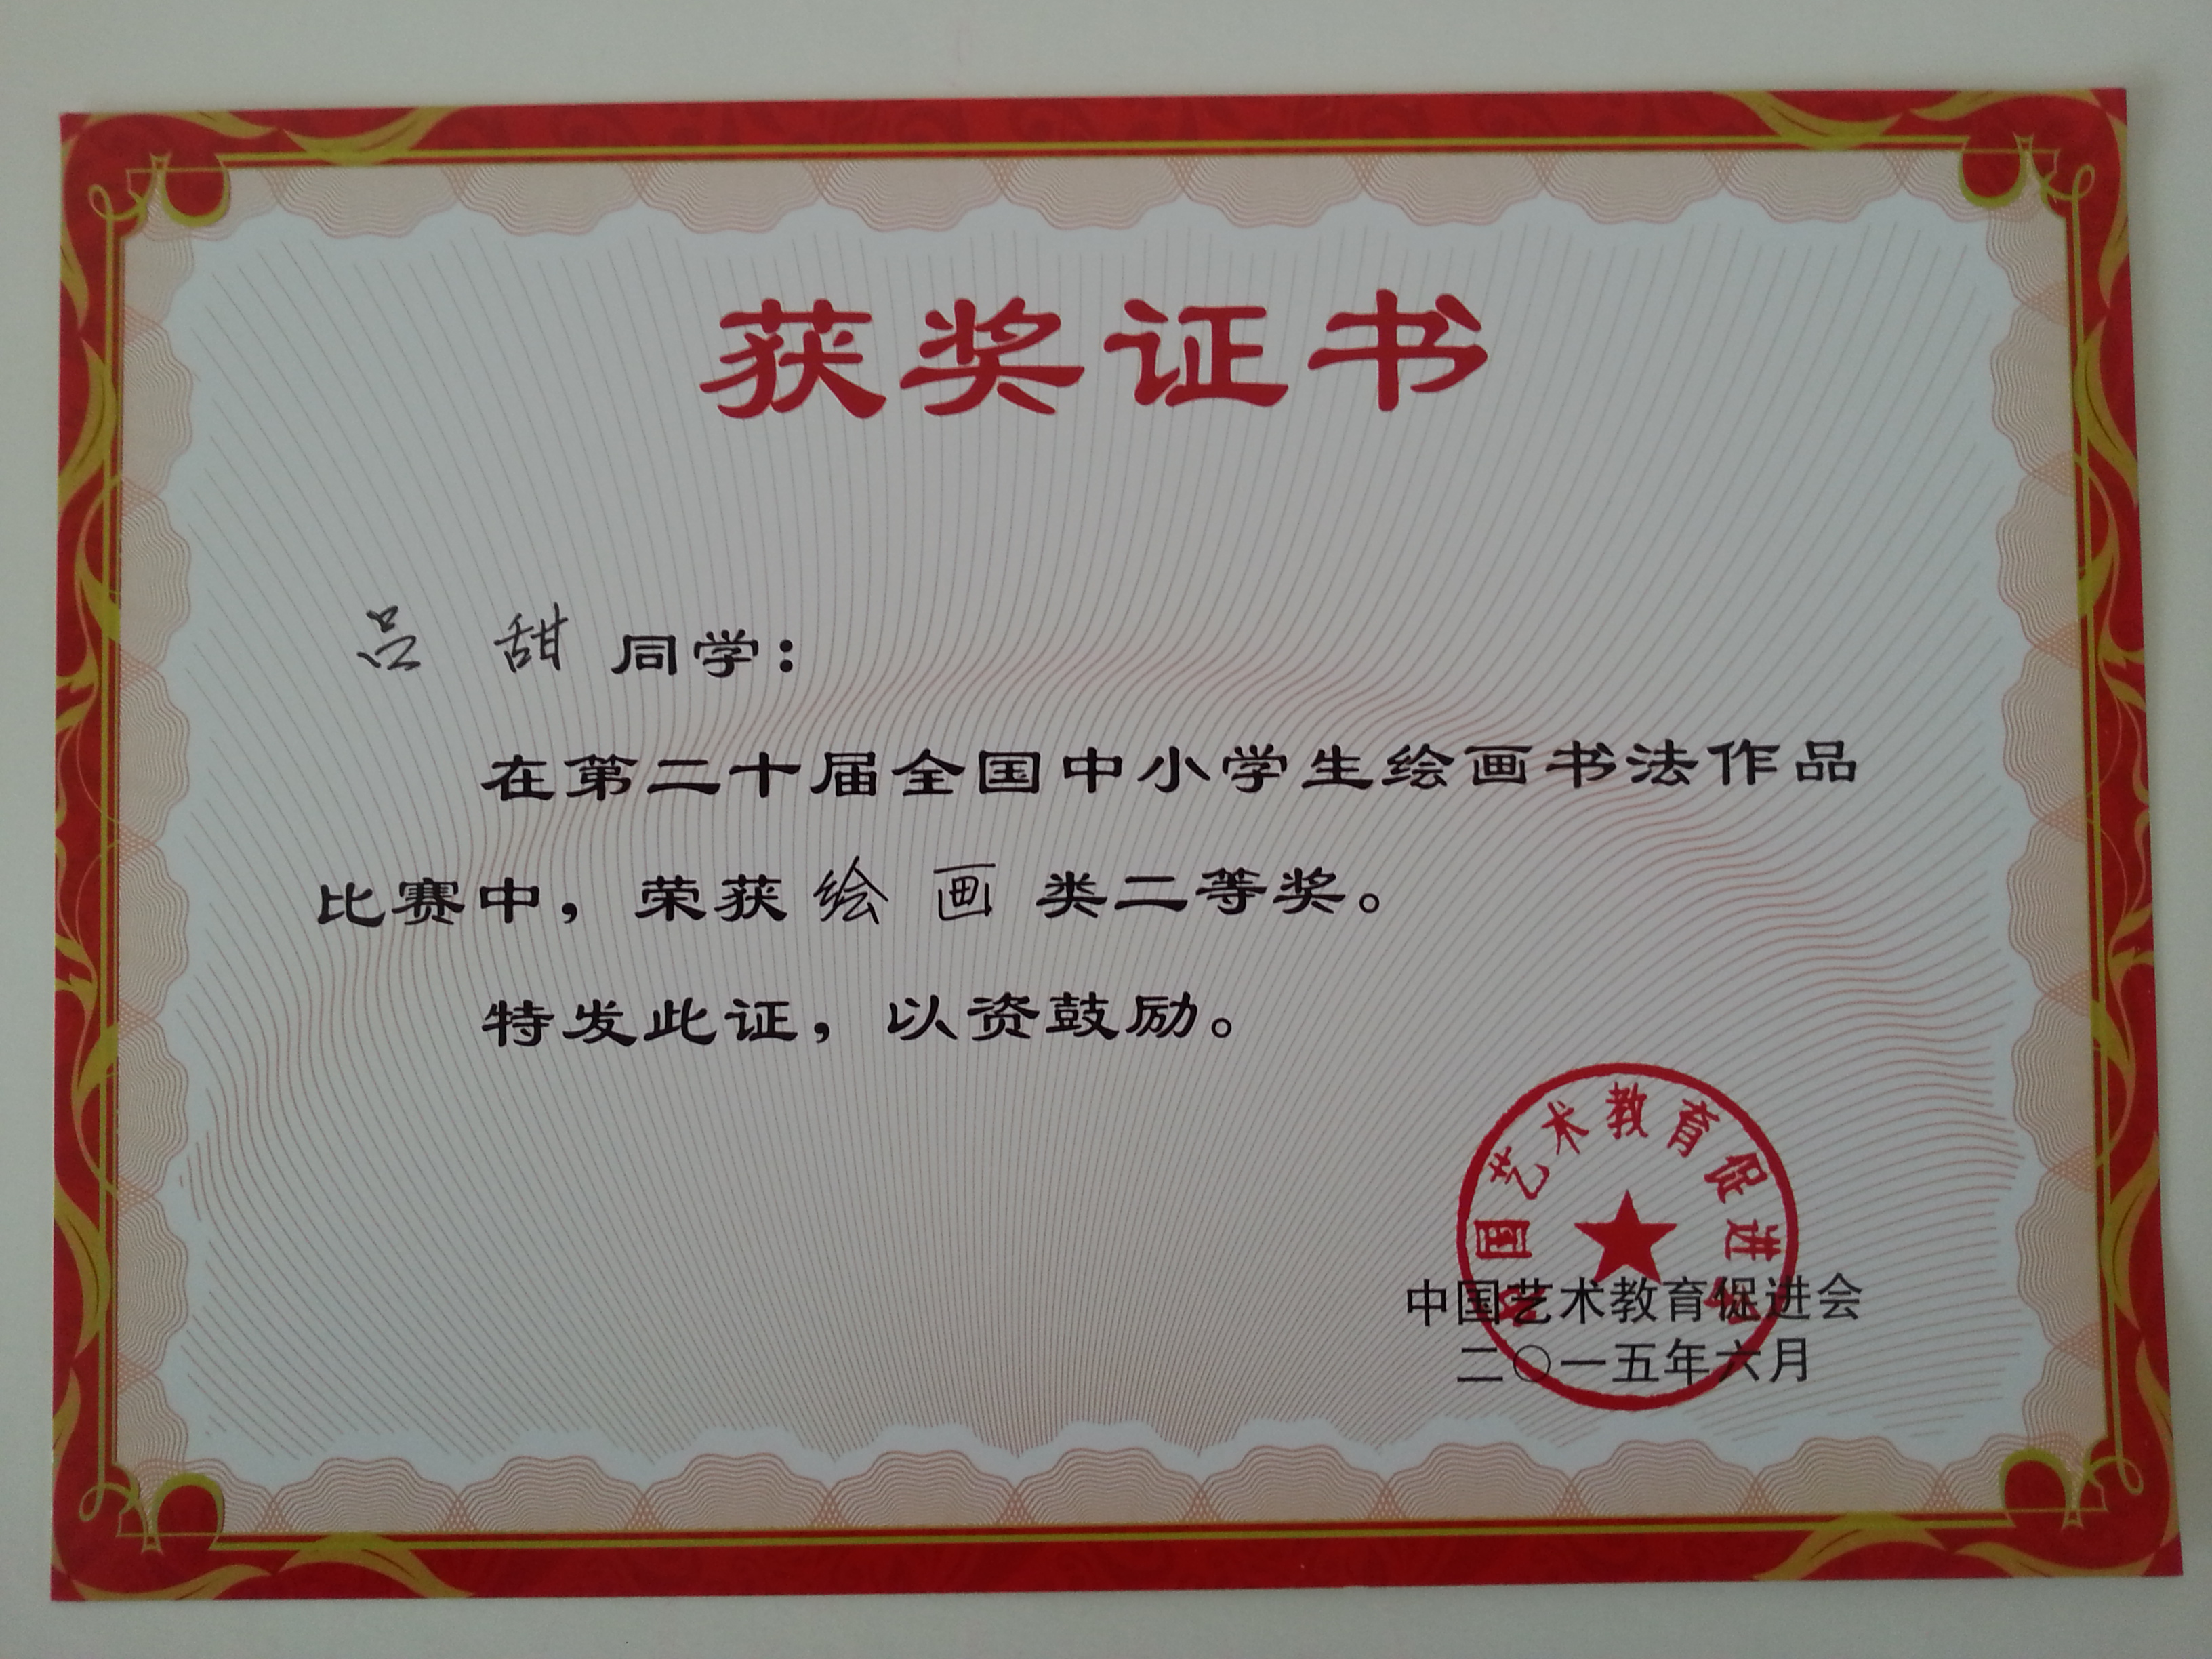 获奖证书
吕甜同学：
在第二十届全国中小学生绘画书法作品
比赛中，荣获绘画类二等奖。
特发此证，以资鼓励。
中国艺术教育促进会
中国艺术教育促进会
二〇一五年六月